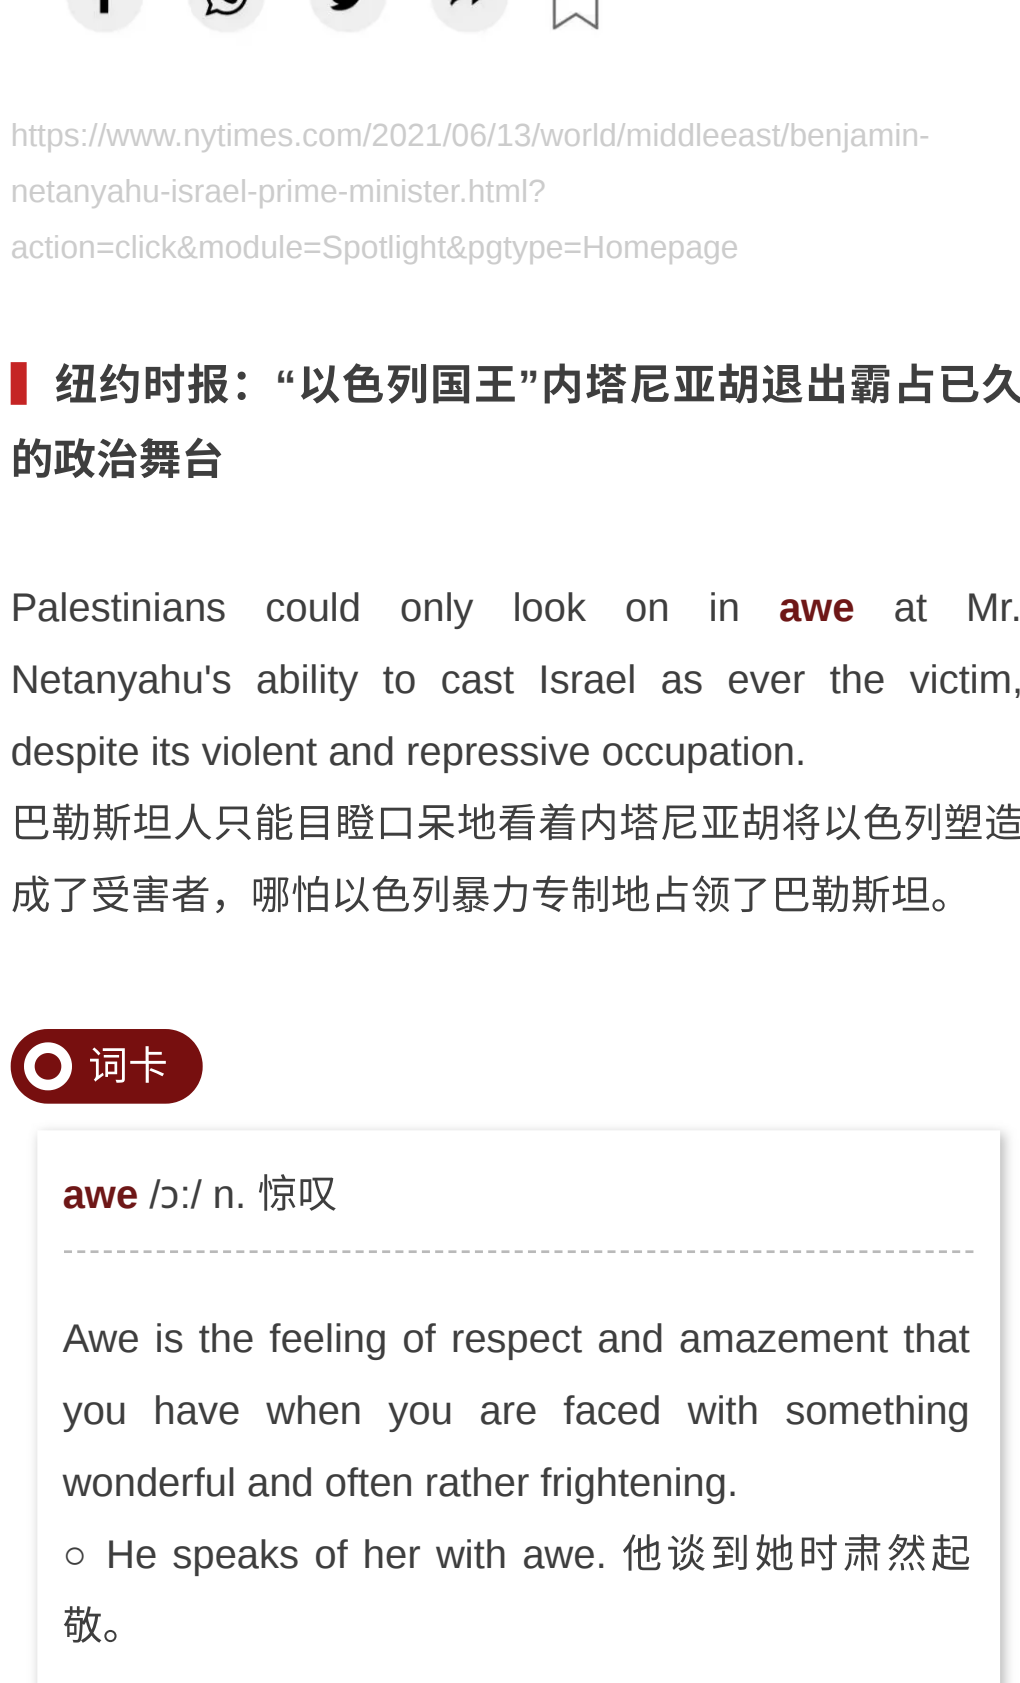 https://www.nytimes.com/2021/06/13/world/middleeast/benjamin-
netanyahu-israel-prime-minister.html?
action=click&module=Spotlight&pgtype=Homepage
纽约时报：“以色列国王”内塔尼亚胡退出霸占已久
的政治舞台
Palestinians could only look on in awe at Mr.
Netanyahu's ability to cast Israel as ever the victim,
despite its violent and repressive occupation.
巴勒斯坦人只能目瞪口呆地看着内塔尼亚胡将以色列塑造
成了受害者，哪怕以色列暴力专制地占领了巴勒斯坦。
词卡
awe /ɔ:/ n. 惊叹
Awe is the feeling of respect and amazement that
you have when you are faced with something
wonderful and often rather frightening.
○ He speaks of her with awe. 他谈到她时肃然起
敬。